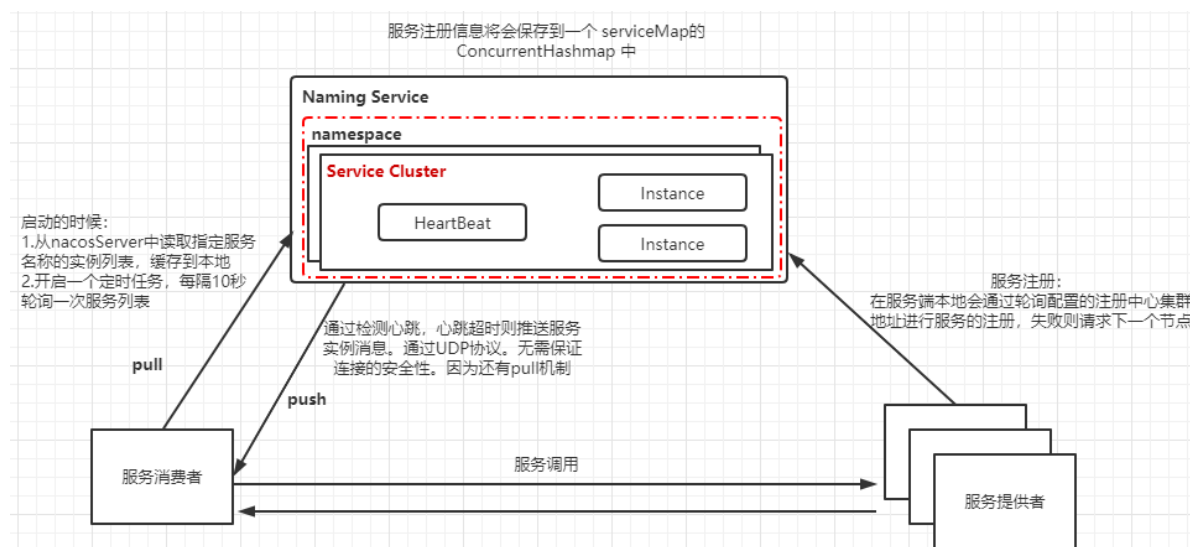 服务注册信息将会保存到一个 serviceMap的
ConcurrentHashmap 中
Naming Service
namespace
Service Cluster
HeartBeat
Instance
Instance
启动的时候：
1.从nacosServer中读取指定服务
名称的实例列表，缓存到本地
2.开启一个定时任务，每隔10秒
轮询一次服务列表
pull
通过检测心跳，心跳超时则推送服务
实例消息。通过UDP协议。无需保证
连接的安全性。因为还有pull机制
push
服务注册：
在服务端本地会通过轮询配置的注册中心集群
地址进行服务的注册，失败则请求下一个节点
服务消费者
服务调用
服务提供者